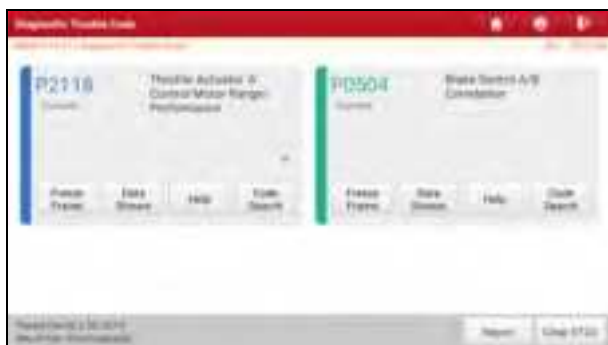 Diagnostic Trouble Code
P2118
Throttle Actuator A
Control Motor Range/
Performance
Current
P0504
Brake Switch A/B
Correlation
Current
Freeze
Frame
Data
Stream
Help
Code
Search
Freeze
Frame
Data
Stream
Help
Code
Search
Report
Clear DTCs